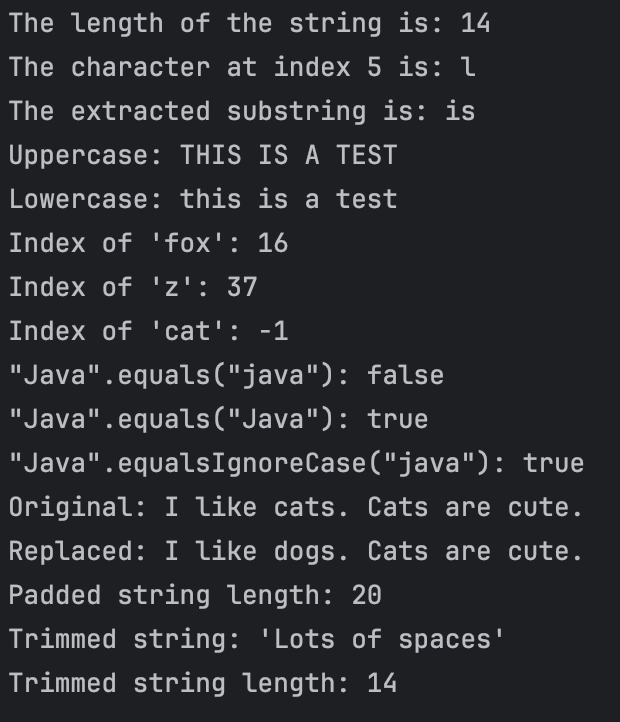 The length of the string is: 14
The character at index 5 is: l
The extracted substring is: is
Uppercase: THIS IS A TEST
Lowercase: this is a test
Index of 'fox': 16
Index of 'z': 37
Index of 'cat': -1
"Java".equals("java"): false
"Java".equals("Java"): true
"Java".equalsIgnoreCase("java"): true
Original: I like cats. Cats are cute.
Replaced: I like dogs. Cats are cute.
Padded string length: 20
Trimmed string: 'Lots of spaces'
Trimmed string length: 14